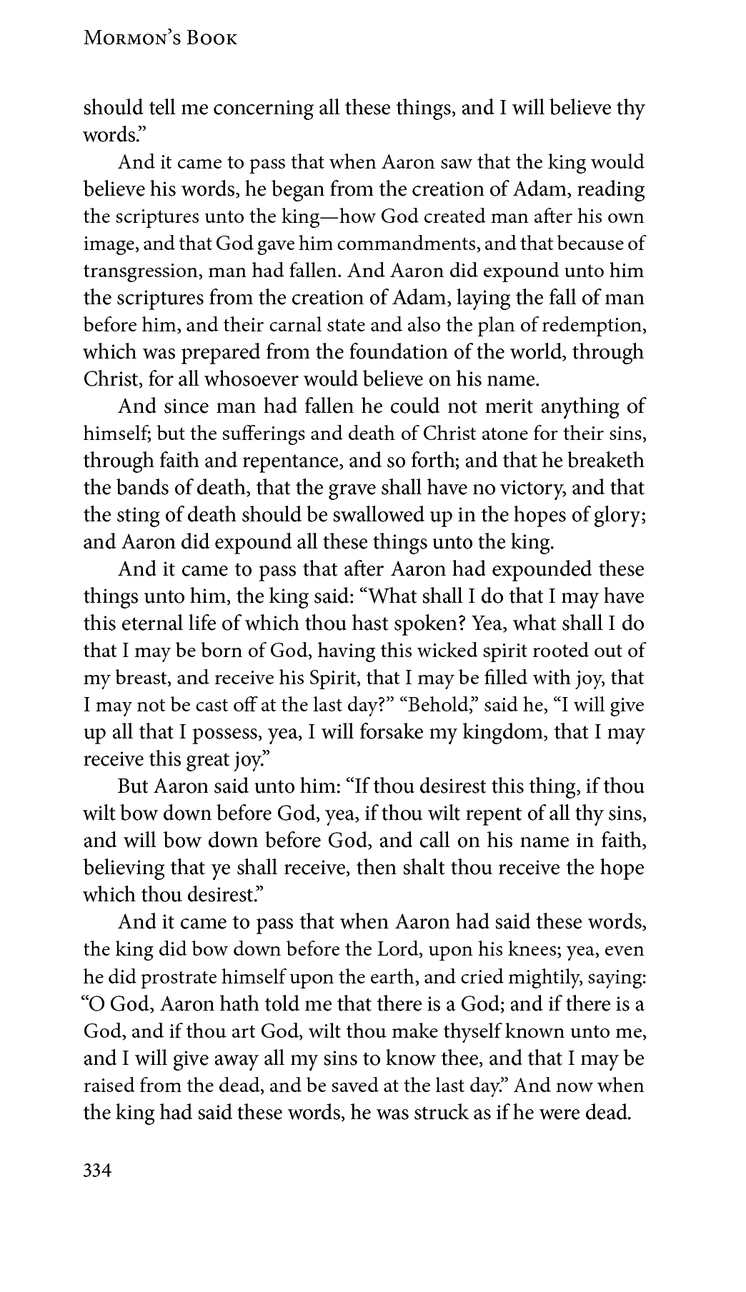 Mormon’s Book
should tell me concerning all these things, and I will believe thy
words.”
And it came to pass that when Aaron saw that the king would
believe his words, he began from the creation of Adam, reading
the scriptures unto the king—how God created man after his own
image, and that God gave him commandments, and that because of
transgression, man had fallen. And Aaron did expound unto him
the scriptures from the creation of Adam, laying the fall of man
before him, and their carnal state and also the plan of redemption,
which was prepared from the foundation of the world, through
Christ, for all whosoever would believe on his name.
And since man had fallen he could not merit anything of
himself; but the sufferings and death of Christ atone for their sins,
through faith and repentance, and so forth; and that he breaketh
the bands of death, that the grave shall have no victory, and that
the sting of death should be swallowed up in the hopes of glory;
and Aaron did expound all these things unto the king.
And it came to pass that after Aaron had expounded these
things unto him, the king said: “What shall I do that I may have
this eternal life of which thou hast spoken? Yea, what shall I do
that I may be born of God, having this wicked spirit rooted out of
my breast, and receive his Spirit, that I may be filled with joy, that
I may not be cast off at the last day?” “Behold,” said he, “I will give
up all that I possess, yea, I will forsake my kingdom, that I may
receive this great joy.”
But Aaron said unto him: “If thou desirest this thing, if thou
wilt bow down before God, yea, if thou wilt repent of all thy sins,
and will bow down before God, and call on his name in faith,
believing that ye shall receive, then shalt thou receive the hope
which thou desirest.”
And it came to pass that when Aaron had said these words,
the king did bow down before the Lord, upon his knees; yea, even
he did prostrate himself upon the earth, and cried mightily, saying:
“O God, Aaron hath told me that there is a God; and if there is a
God, and if thou art God, wilt thou make thyself known unto me,
and I will give away all my sins to know thee, and that I may be
raised from the dead, and be saved at the last day.” And now when
the king had said these words, he was struck as if he were dead.
334